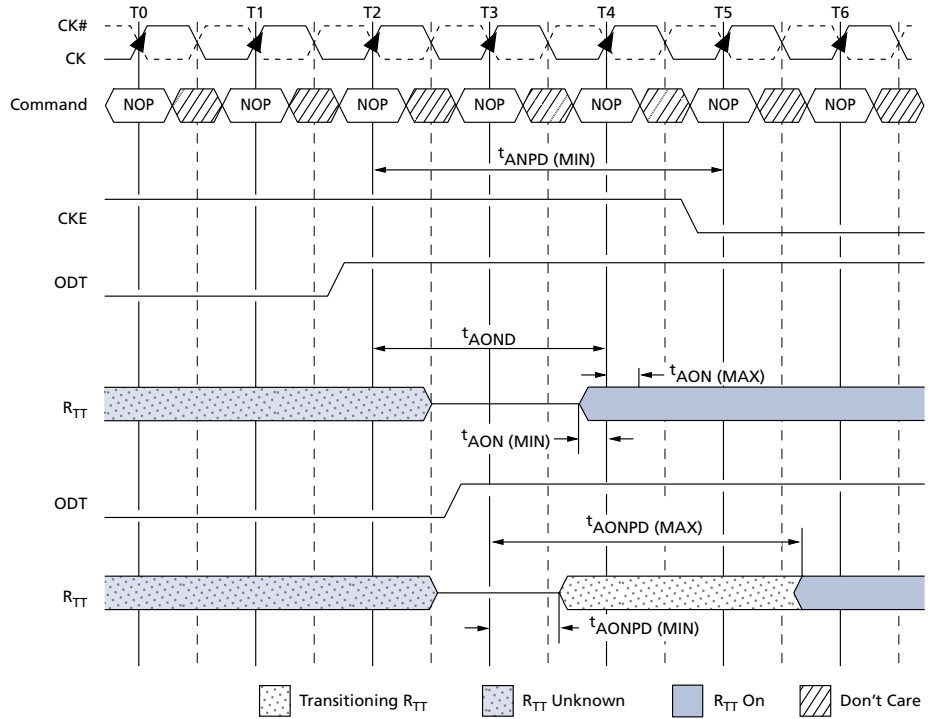 CK#
T0 T1 T2 T3 T4 T5 T6
CK
Command NOP NOP NOP NOP NOP NOP NOP
tANPD (MIN)
CKE
ODT
tAOND
tAON (MAX)
RTT
tAON (MIN)
ODT
tAONPD (MAX)
RTT
tAONPD (MIN)
Transitioning RTT RTT Unknown RTT On Don't Care